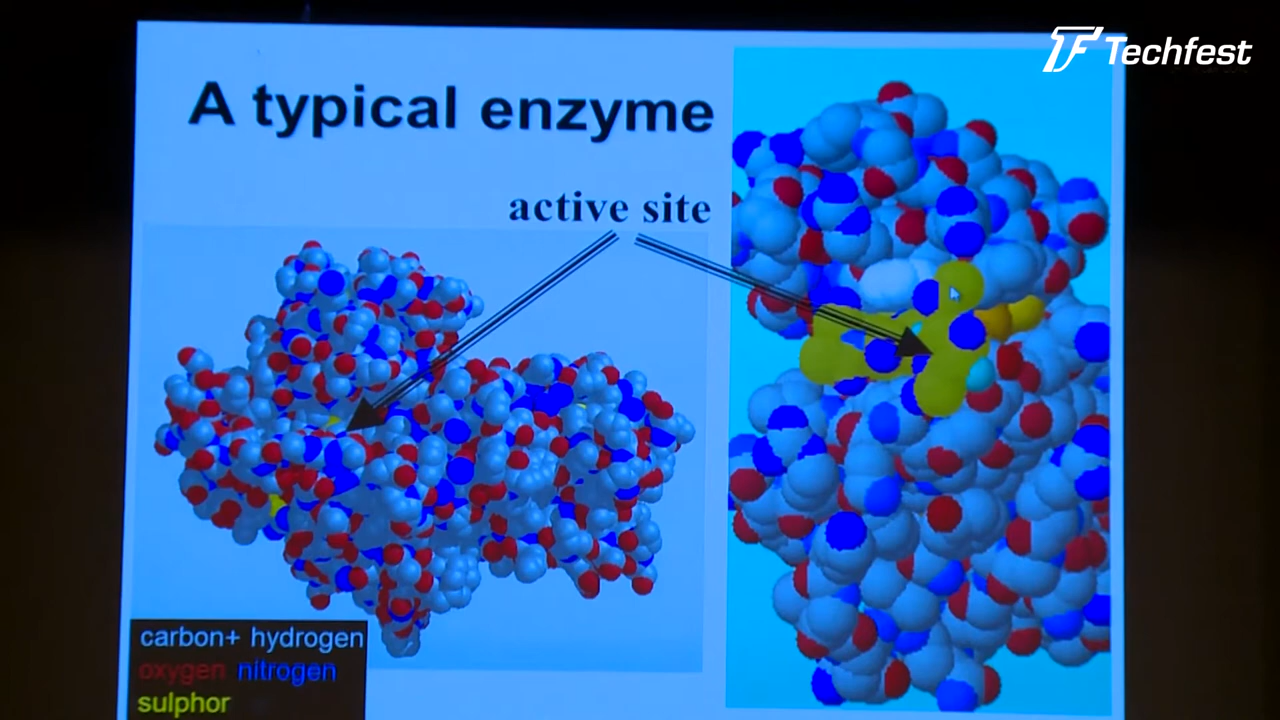 Techfest
A typical enzyme
active site
carbon+ hydrogen
oxygen nitrogen
sulphor